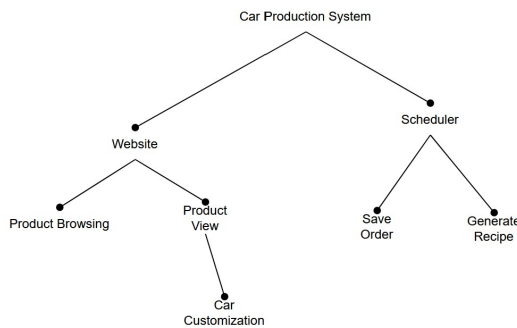 Car Production System
Scheduler
Website
Product Browsing
Product
View
Save
Order
Generate
Recipe
Car
Customization